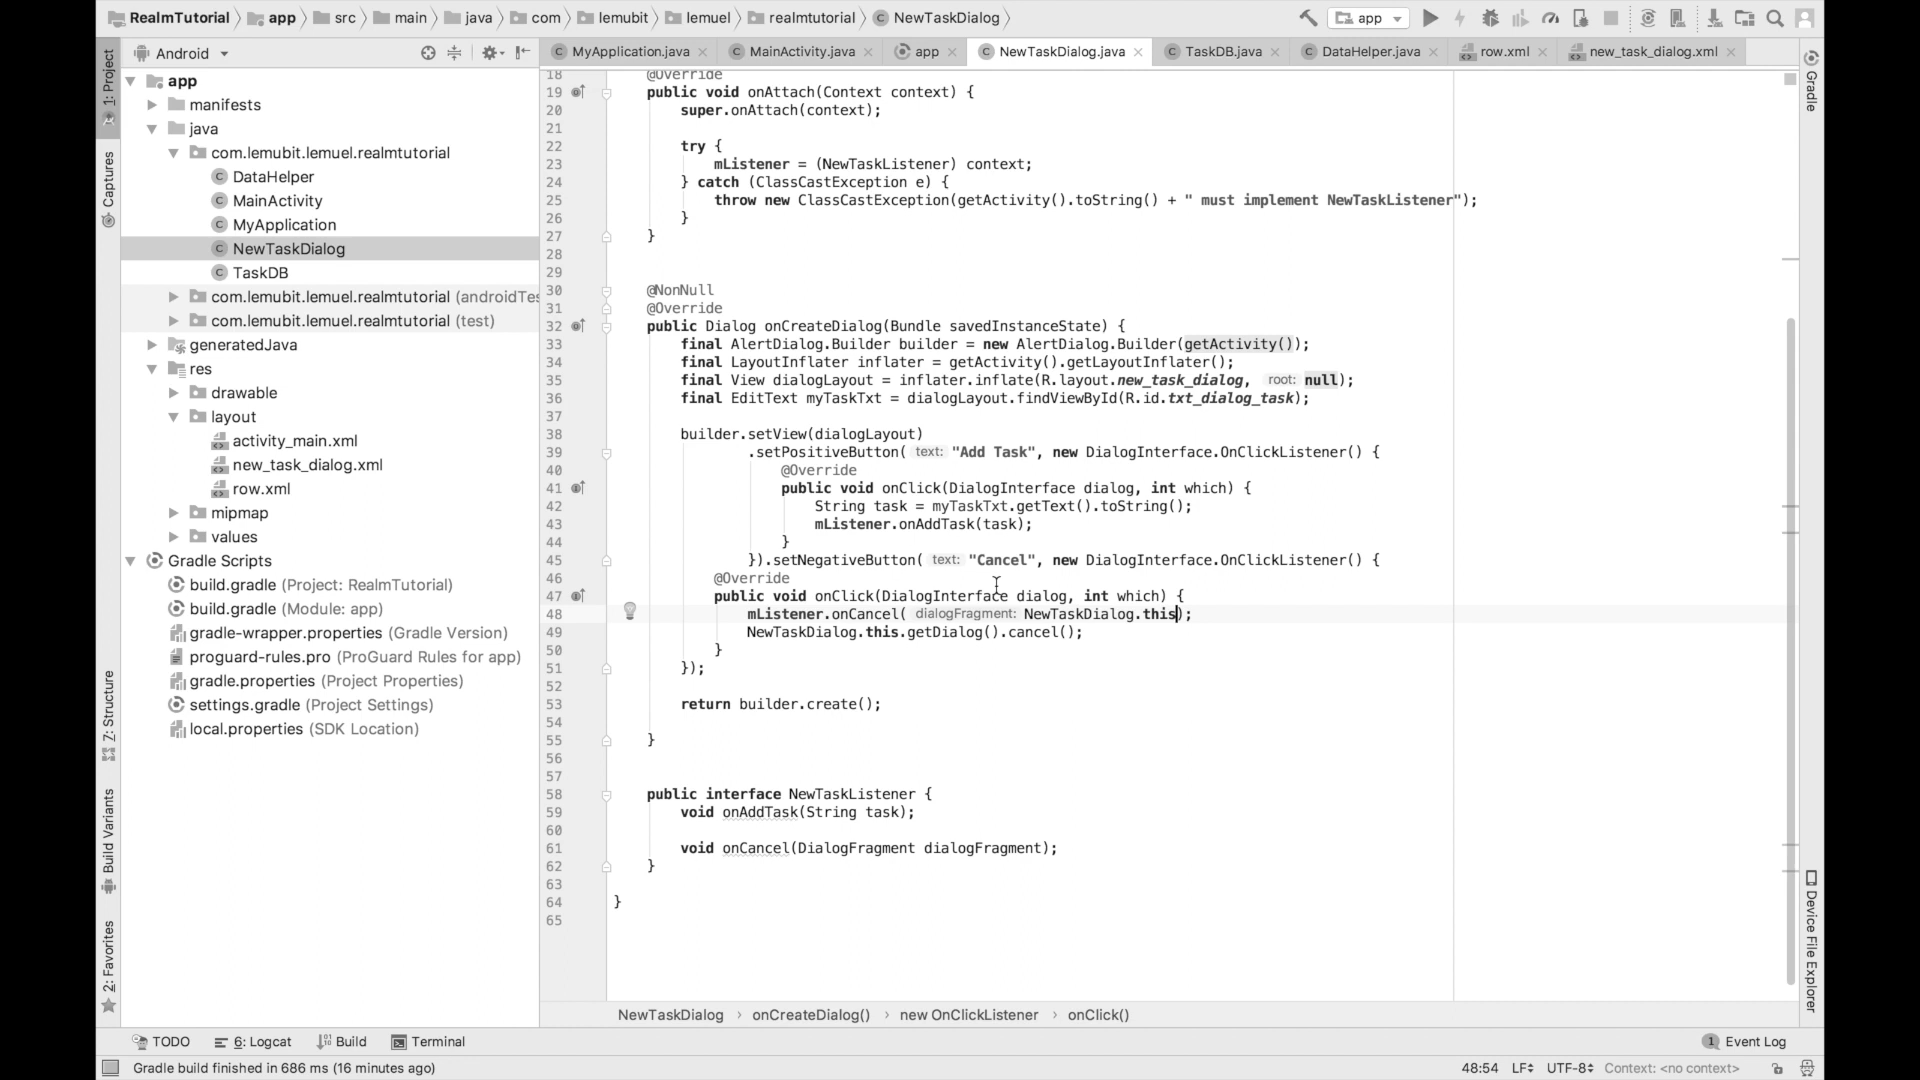 RealmTutorial app src main java com lemubit lemuel realmtutorial NewTaskDialog app
Android
MyApplication.java MainActivity.java app NewTaskDialog.java TaskDB.java DataHelper.java row.xml new_task_dialog.xml
1: Project
Captures
Z: Structure
Build Variants
2: Favorites
app
manifests
java
com.lemubit.lemuel.realmtutorial
DataHelper
MainActivity
MyApplication
NewTaskDialog
TaskDB
com.lemubit.lemuel.realmtutorial (androidTes
com.lemubit.lemuel.realmtutorial (test)
generatedJava
res
drawable
layout
activity_main.xml
new_task_dialog.xml
row.xml
mipmap
values
Gradle Scripts
build.gradle (Project: RealmTutorial)
build.gradle (Module: app)
gradle-wrapper.properties (Gradle Version)
proguard-rules.pro (ProGuard Rules for app)
gradle.properties (Project Properties)
settings.gradle (Project Settings)
local.properties (SDK Location)
18 @Override
19 public void onAttach(Context context) {
20 super.onAttach(context);
21
22 try {
23 mListener = (NewTaskListener) context;
24 } catch (ClassCastException e) {
25 throw new ClassCastException(getActivity().toString() + " must implement NewTaskListener");
26 }
27 }
28
29
30 @NonNull
31 @Override
32 public Dialog onCreateDialog(Bundle savedInstanceState) {
33 final AlertDialog.Builder builder = new AlertDialog.Builder(getActivity());
34 final LayoutInflater inflater = getActivity().getLayoutInflater();
35 final View dialogLayout = inflater.inflate(R.layout.new_task_dialog, root: null);
36 final EditText myTaskTxt = dialogLayout.findViewById(R.id.txt_dialog_task);
37
38 builder.setView(dialogLayout)
39 .setPositiveButton( text: "Add Task", new DialogInterface.OnClickListener() {
40 @Override
41 public void onClick(DialogInterface dialog, int which) {
42 String task = myTaskTxt.getText().toString();
43 mListener.onAddTask(task);
44 }
45 }).setNegativeButton( text: "Cancel", new DialogInterface.OnClickListener() {
46 @Override
47 public void onClick(DialogInterface dialog, int which) {
48 mListener.onCancel( dialogFragment: NewTaskDialog.this);
49 NewTaskDialog.this.getDialog().cancel();
50 }
51 });
52
53 return builder.create();
54
55 }
56
57
58 public interface NewTaskListener {
59 void onAddTask(String task);
60
61 void onCancel(DialogFragment dialogFragment);
62 }
63
64 }
65
Gradle
Device File Explorer
NewTaskDialog › onCreateDialog() › new OnClickListener › onClick()
TODO 6: Logcat Build Terminal 1 Event Log
Gradle build finished in 686 ms (16 minutes ago) 48:54 LF UTF-8 Context: <no context>